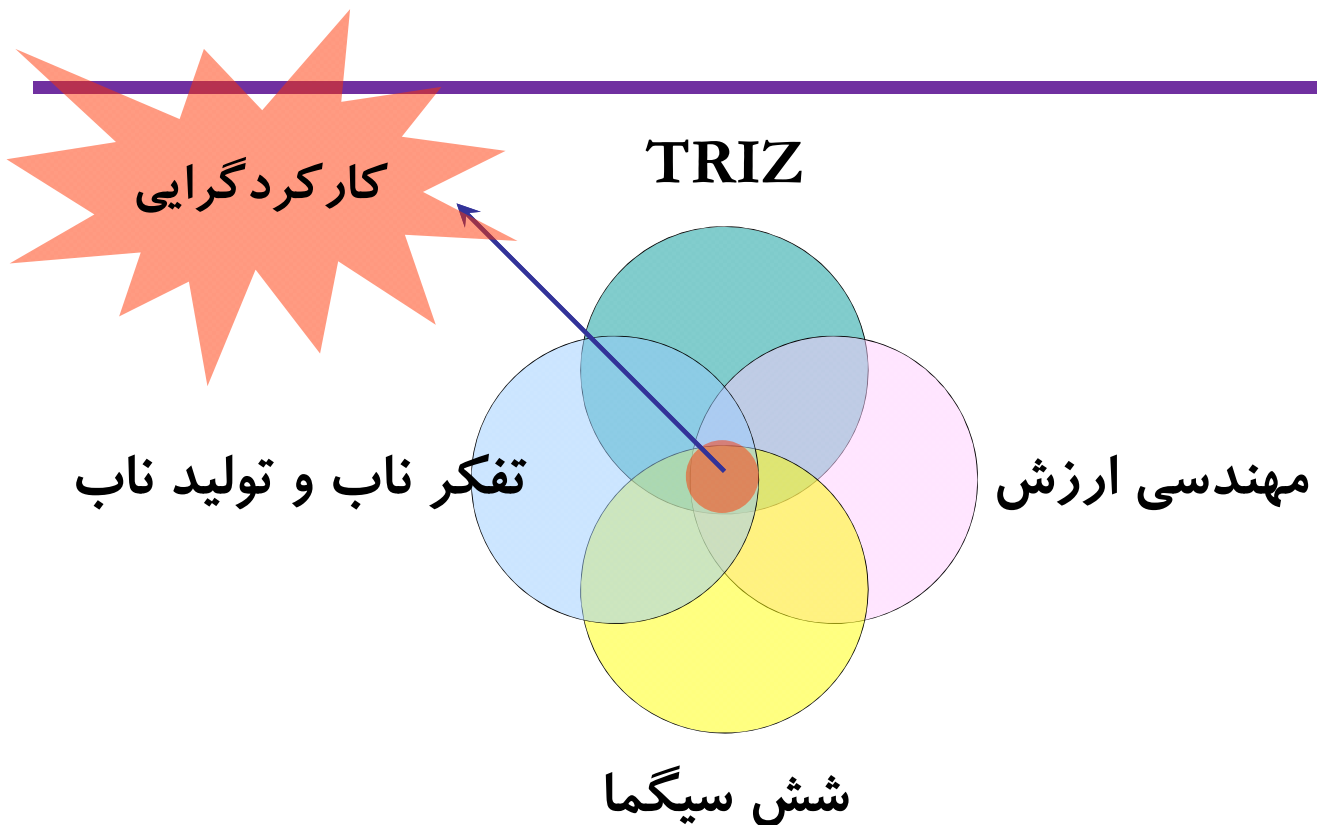 کارکردگرایی
TRIZ
تفکر ناب و تولید ناب
مهندسی ارزش
شش سیگما